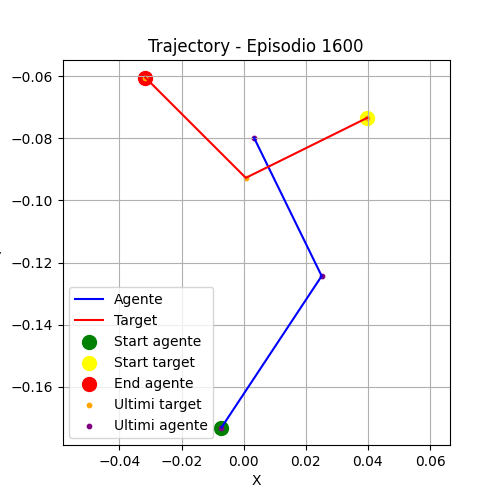 Trajectory - Episodio 1600
−0.06
−0.08
−0.10
−0.12
−0.14
−0.16
Agente
Target
Start agente
Start target
End agente
Ultimi target
Ultimi agente
−0.04
−0.02
0.00
0.02
0.04
0.06
X